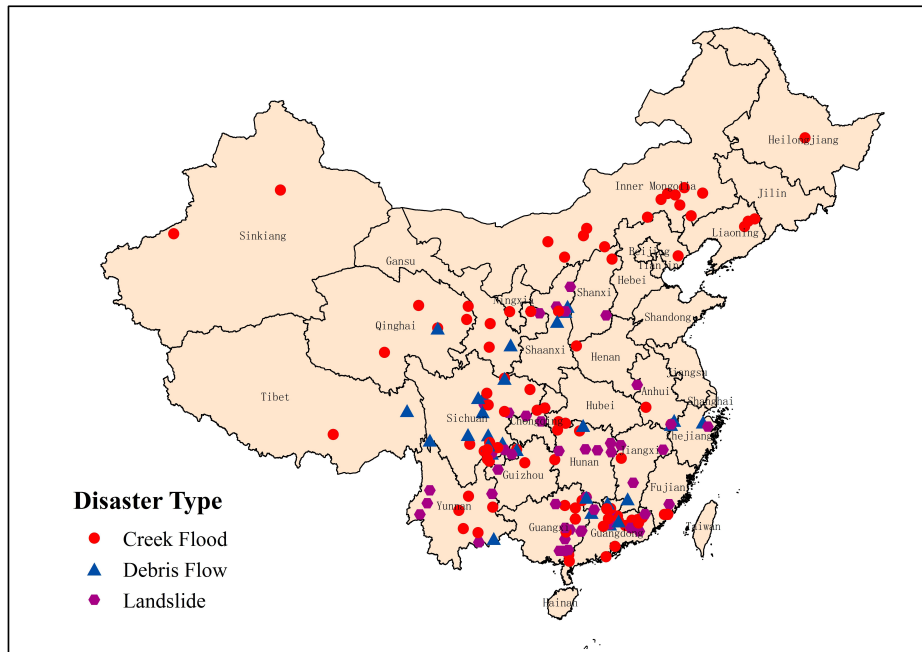 Heilongjiang
Inner Mongolia
Jilin
Liaoning
Sinkiang
Gansu
Beijing
Tianjin
Hebei
Ningxia
Shanxi
Shandong
Qinghai
Shaanxi
Henan
Jiangsu
Anhui
Shanghai
Tibet
Sichuan
Chongqing
Hubei
Zhejiang
Hunan
Jiangxi
Guizhou
Fujian
Yunnan
Guangxi
Guangdong
Taiwan
Hainan
Disaster Type
Creek Flood
Debris Flow
Landslide